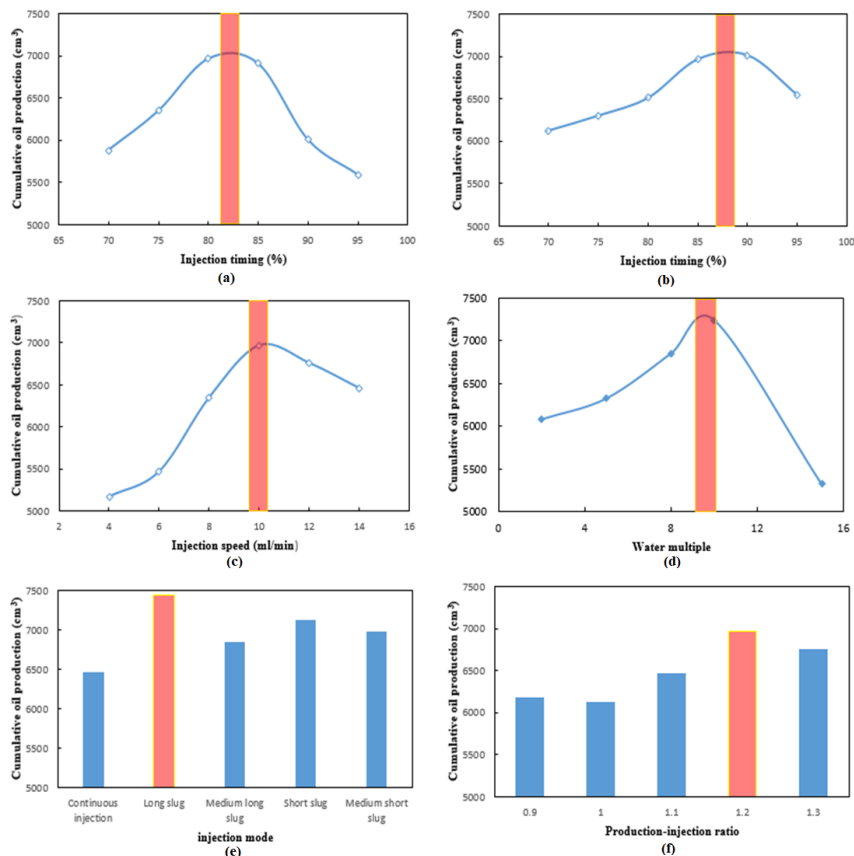 7500
7000
6500
6000
5500
5000
65 70 75 80 85 90 95 100
Cumulative oil production (cm³)
Injection timing (%)
(a)
7500
7000
6500
6000
5500
5000
65 70 75 80 85 90 95 100
Cumulative oil production (cm³)
Injection timing (%)
(b)
7500
7000
6500
6000
5500
5000
2 4 6 8 10 12 14 16
Cumulative oil production (cm³)
Injection speed (ml/min)
(c)
7500
7000
6500
6000
5500
5000
0 4 8 12 16
Cumulative oil production (cm³)
Water multiple
(d)
7500
7000
6500
6000
5500
5000
Continuous Long slug Medium long Short slug Medium short
injection slug slug
Cumulative oil production (cm³)
injection mode
(e)
7500
7000
6500
6000
5500
5000
0.9 1 1.1 1.2 1.3
Cumulative oil production (cm³)
Production-injection ratio
(f)